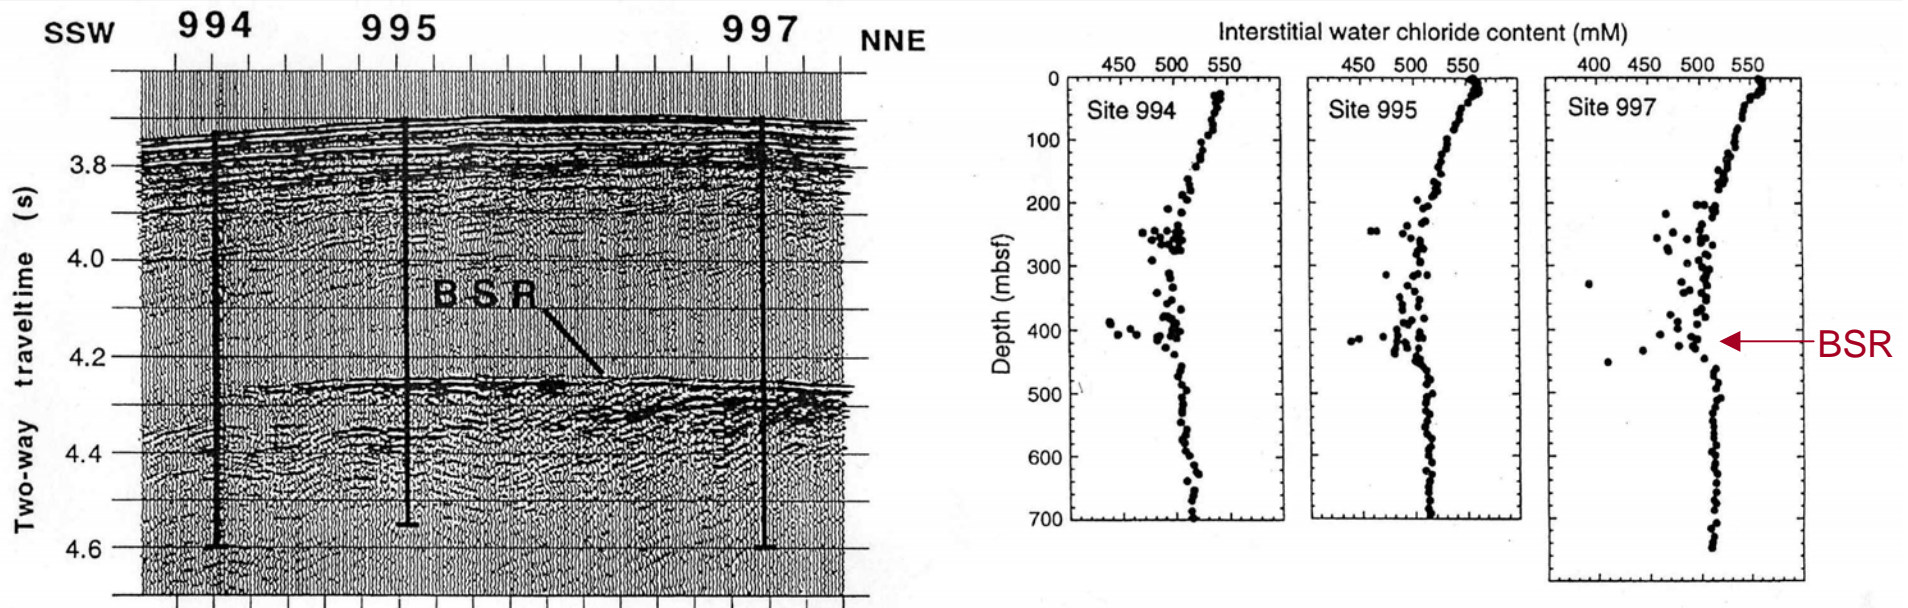 SSW 994 995 997 NNE
Two-way traveltime (s)
3.8
4.0
4.2
4.4
4.6
BSR
Interstitial water chloride content (mM)
450 500 550
450 500 550
400 450 500 550
Site 994
Site 995
Site 997
Depth (mbsf)
0
100
200
300
400
500
600
700
BSR